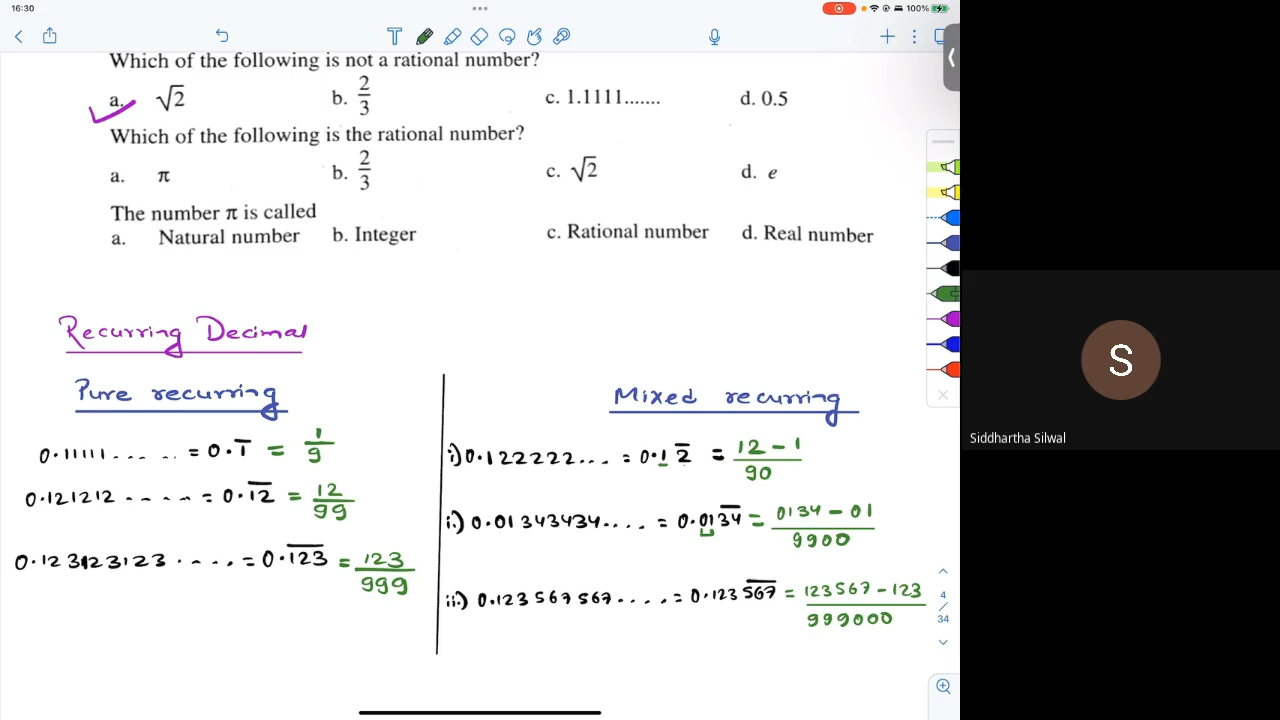 16:30
100%
Which of the following is not a rational number?
a. √2 b. 2/3 c. 1.1111....... d. 0.5
Which of the following is the rational number?
a. π b. 2/3 c. √2 d. e
The number π is called
a. Natural number b. Integer c. Rational number d. Real number
Recurring Decimal
Pure recurring
0.11111...... = 0.1̅ = 1/9
0.121212 ..... = 0.1̅2̅ = 12/99
0.123123123 ..... = 0.1̅2̅3̅ = 123/999
Mixed recurring
i) 0.122222... = 0.12̅ = 12 - 1/90
ii) 0.01343434.... = 0.013̅4̅ = 0134 - 01/9900
iii) 0.123567567..... = 0.1235̅6̅7̅ = 123567 - 123/999000
4
/
34
S
Siddhartha Silwal